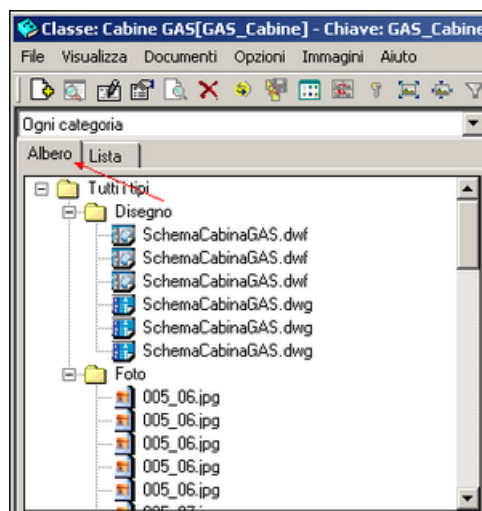 Classe: Cabine GAS[GAS_Cabine] - Chiave: GAS_Cabine
File Visualizza Documenti Opzioni Immagini Aiuto
Ogni categoria
Albero Lista
Tutti i tipi
Disegno
SchemaCabinaGAS.dwf
SchemaCabinaGAS.dwf
SchemaCabinaGAS.dwf
SchemaCabinaGAS.dwg
SchemaCabinaGAS.dwg
SchemaCabinaGAS.dwg
Foto
005_06.jpg
005_06.jpg
005_06.jpg
005_06.jpg
005_06.jpg